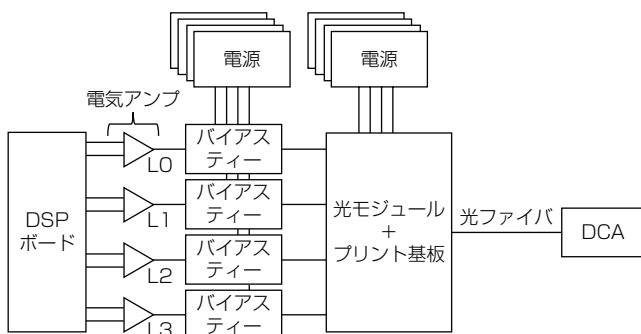 電源
電源
電気アンプ
バイアス
ティー
L0
バイアス
ティー
L1
バイアス
ティー
L2
バイアス
ティー
L3
DSP
ボード
光モジュール
+
プリント基板
光ファイバ
DCA